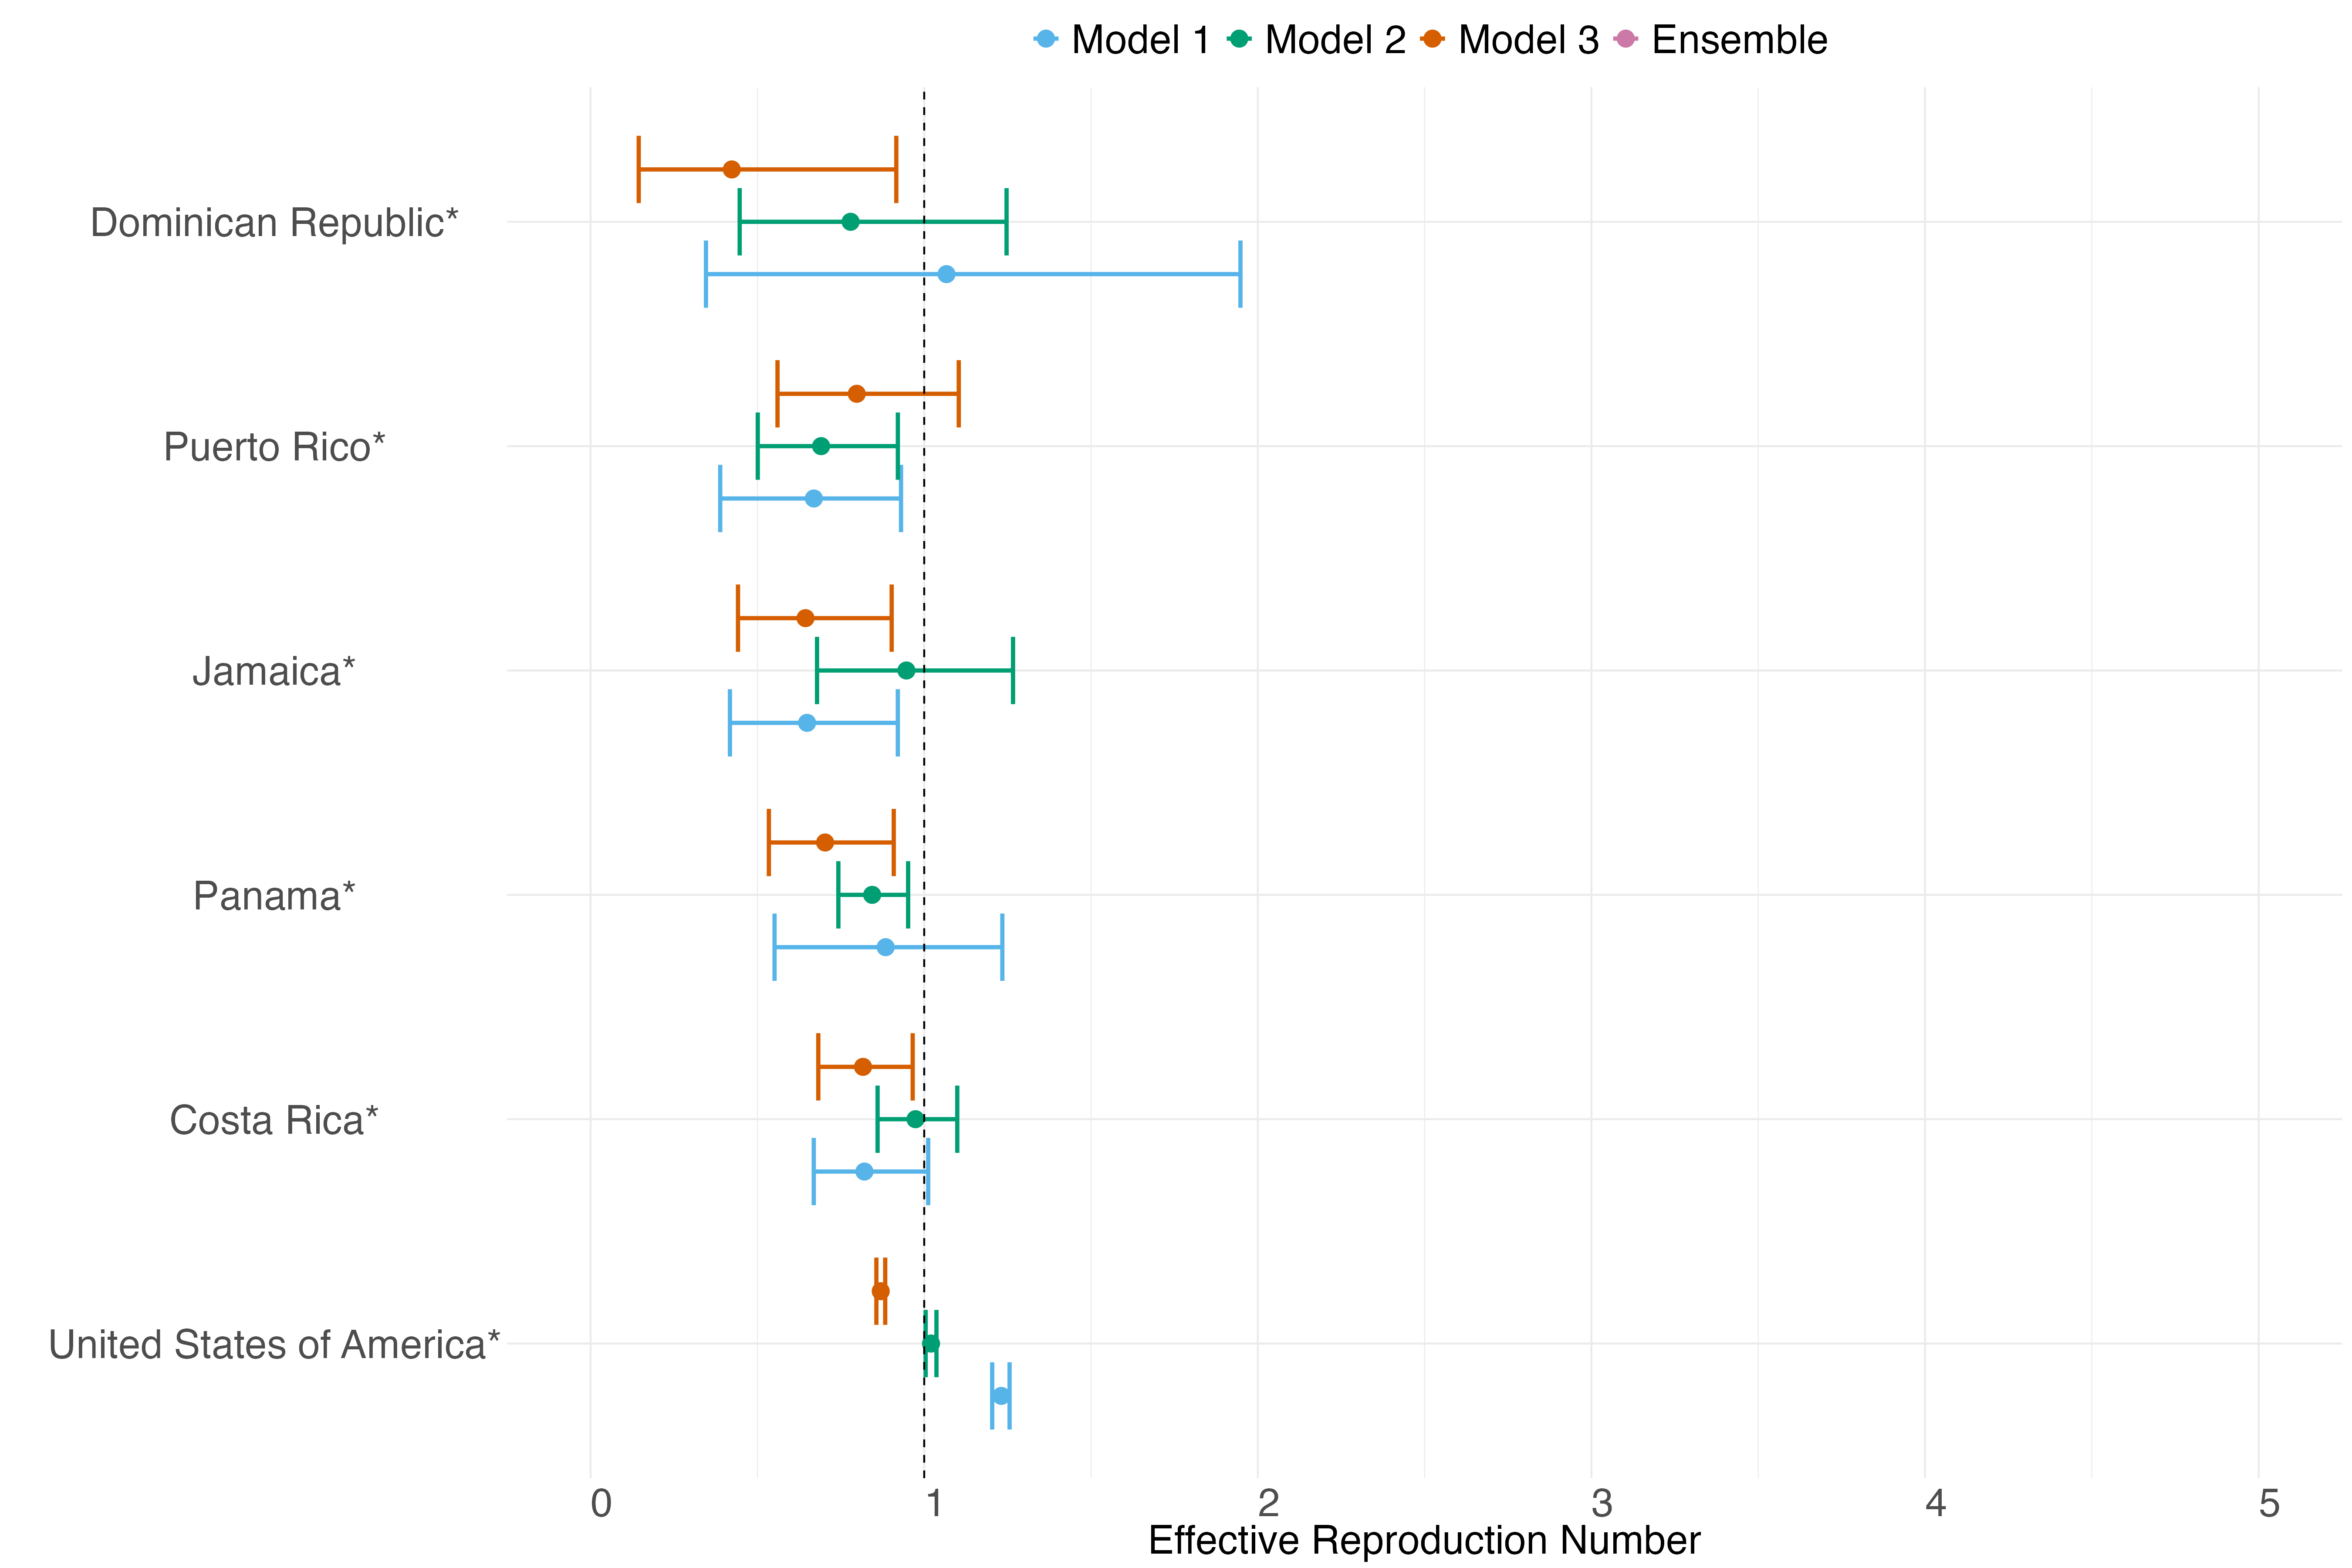 Model 1 Model 2 Model 3 Ensemble
Dominican Republic*
Puerto Rico*
Jamaica*
Panama*
Costa Rica*
United States of America*
0 1 2 3 4 5
Effective Reproduction Number